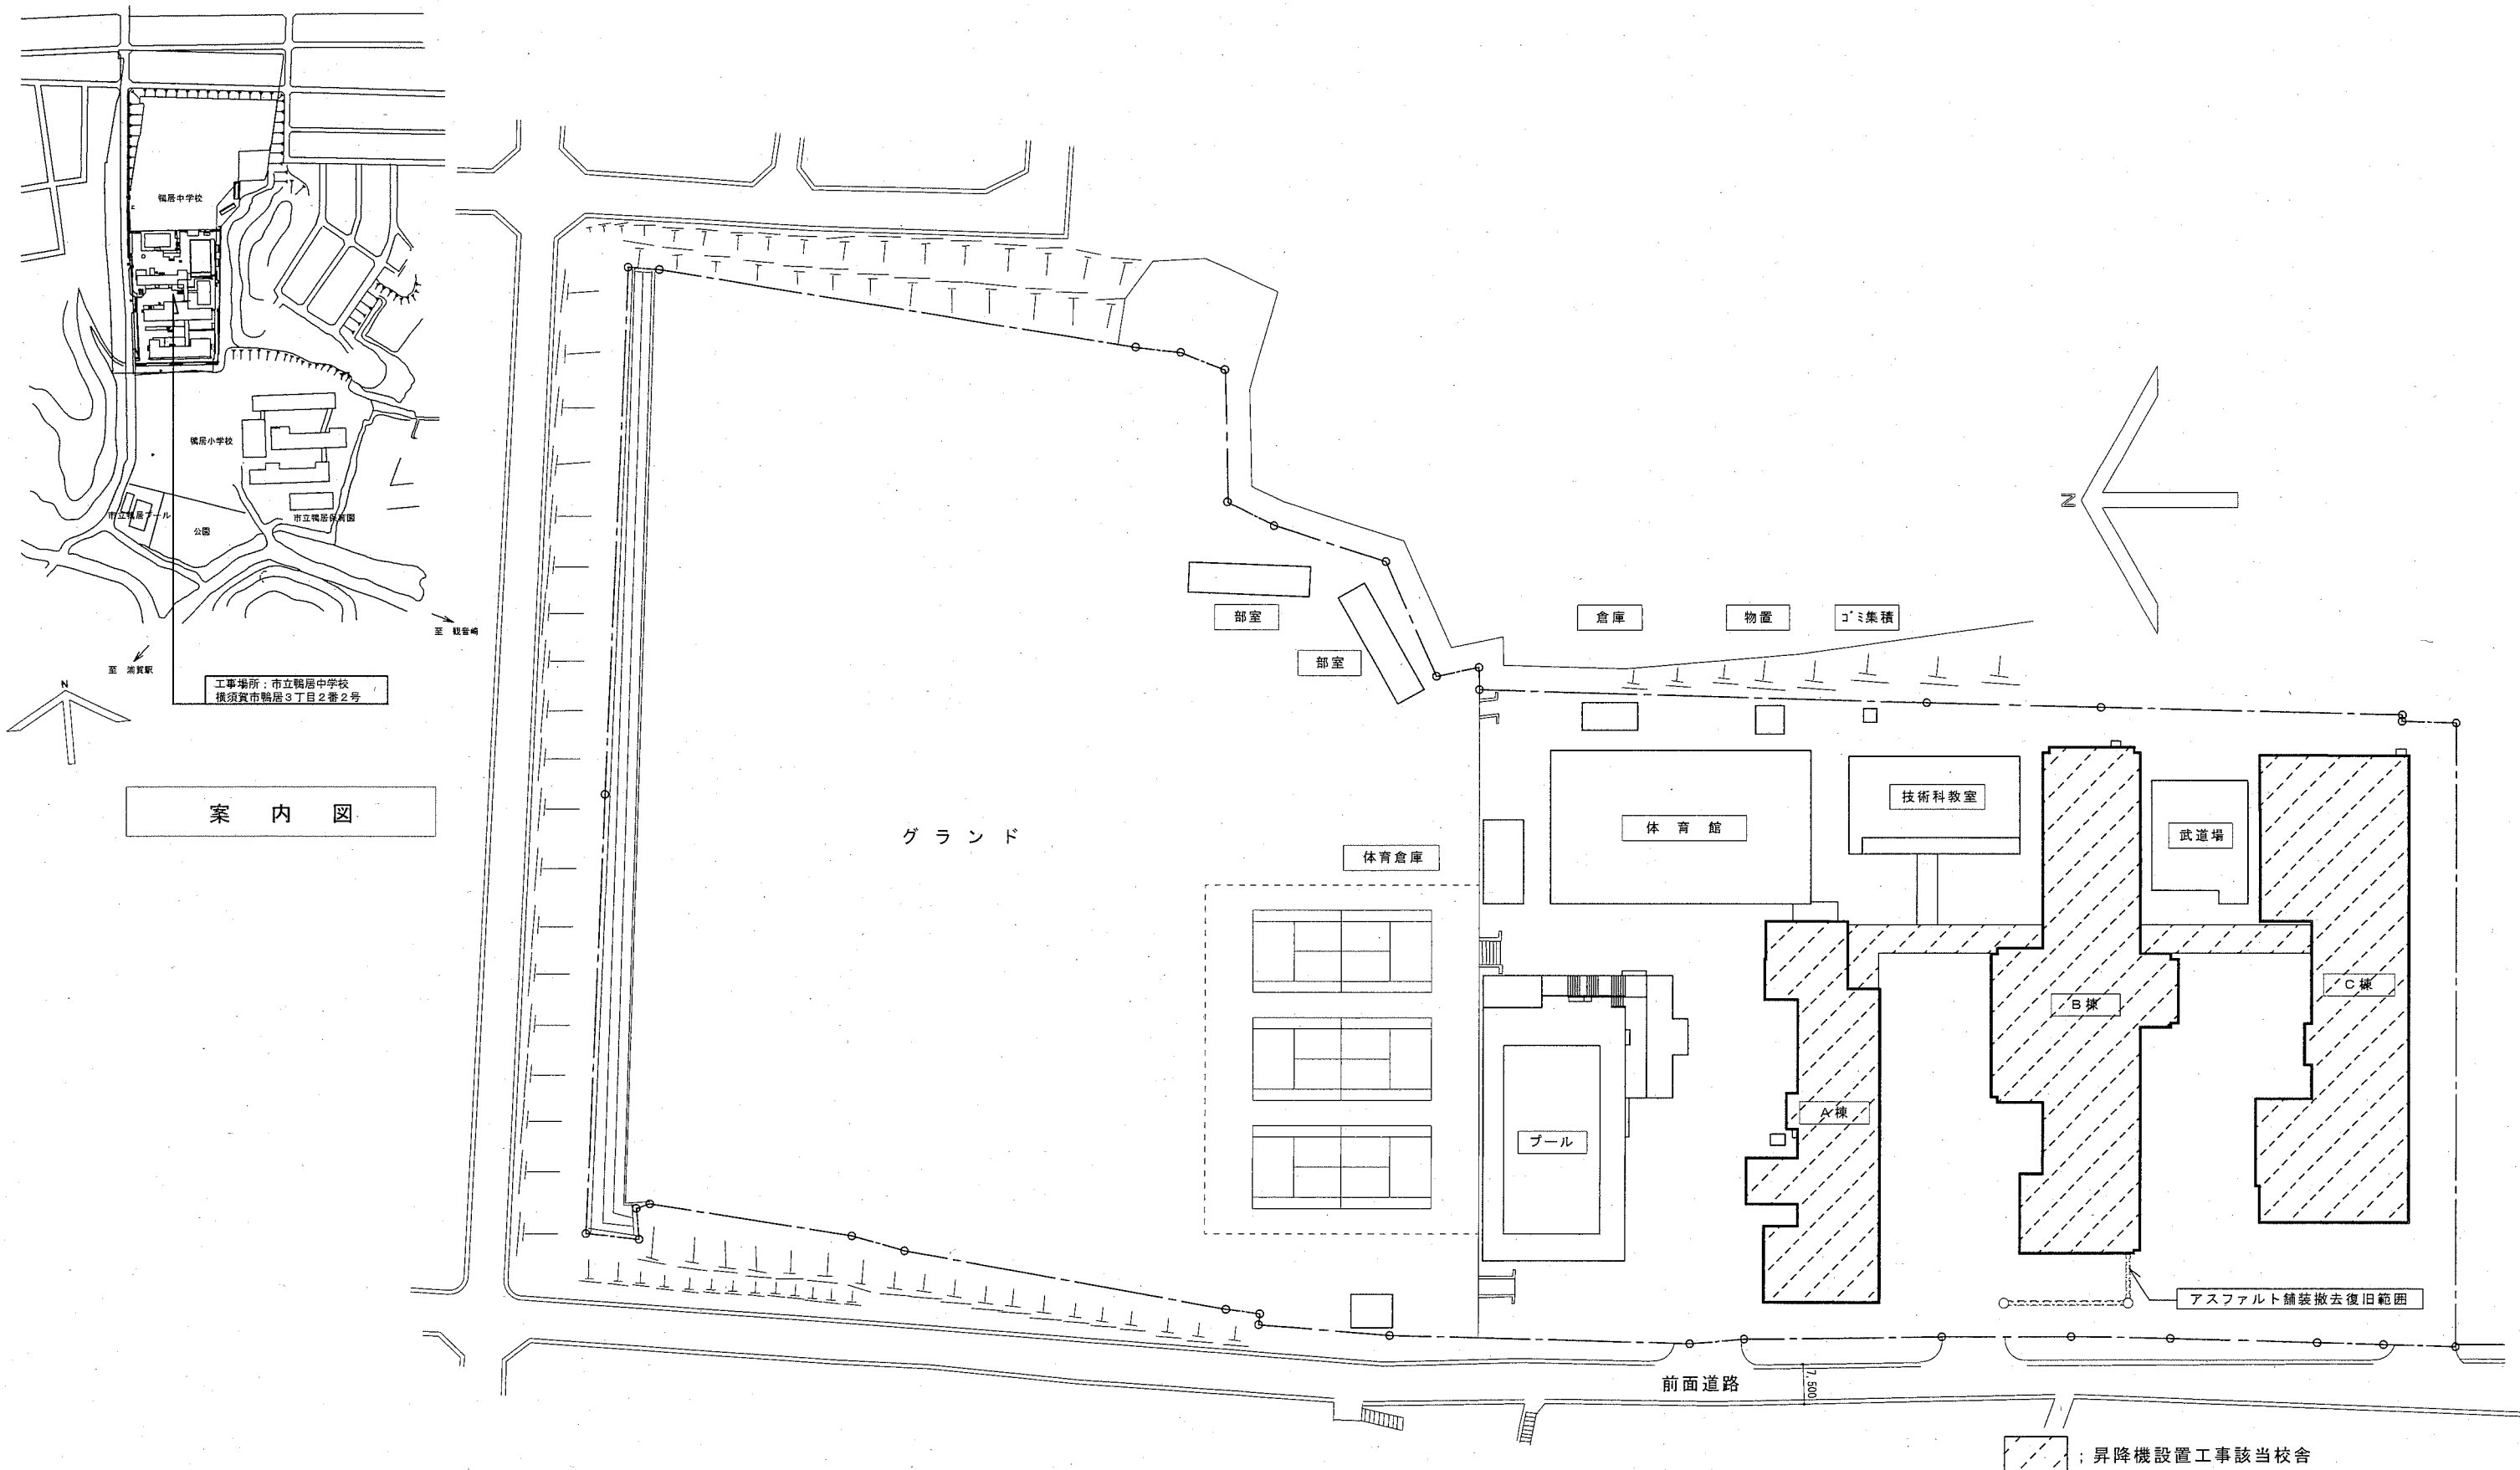 鴨居中学校
鴨居小学校
市立鴨居プール
公園
市立鴨居保育園
至 観音崎
至 浦賀駅
工事場所：市立鴨居中学校
横須賀市鴨居３丁目２番２号
N
案 内 図
グ ラ ン ド
部室
部室
倉庫
物置
ゴミ集積
N
体育倉庫
体 育 館
技術科教室
武道場
プール
A棟
B棟
C棟
アスファルト舗装撤去復旧範囲
前面道路
7,500
；昇降機設置工事該当校舎